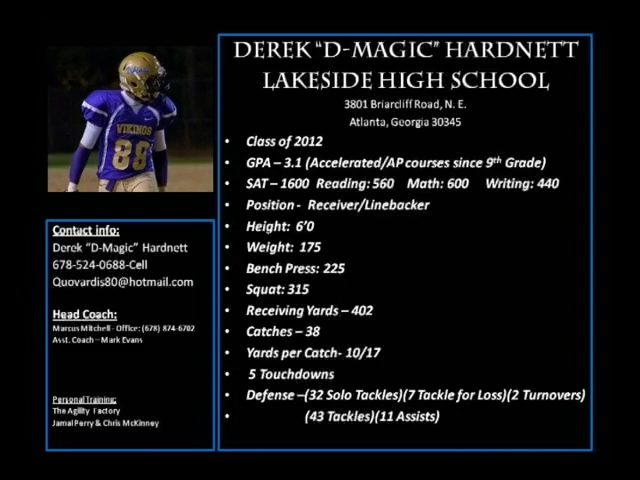 DEREK “D-MAGIC” HARDNETT
LAKESIDE HIGH SCHOOL
3801 Briarcliff Road, N. E.
Atlanta, Georgia 30345
• Class of 2012
• GPA – 3.1 (Accelerated/AP courses since 9th Grade)
• SAT – 1600 Reading: 560 Math: 600 Writing: 440
• Position - Receiver/Linebacker
• Height: 6’0
• Weight: 175
• Bench Press: 225
• Squat: 315
• Receiving Yards – 402
• Catches – 38
• Yards per Catch- 10/17
• 5 Touchdowns
• Defense –(32 Solo Tackles)(7 Tackle for Loss)(2 Turnovers)
• (43 Tackles)(11 Assists)
VIKINGS
88
Contact info:
Derek “D-Magic” Hardnett
678-524-0688-Cell
Quovardis80@hotmail.com
Head Coach:
Marcus Mitchell - Office: (678) 874-6702
Asst. Coach – Mark Evans
Personal Training:
The Agility Factory
Jamal Perry & Chris McKinney